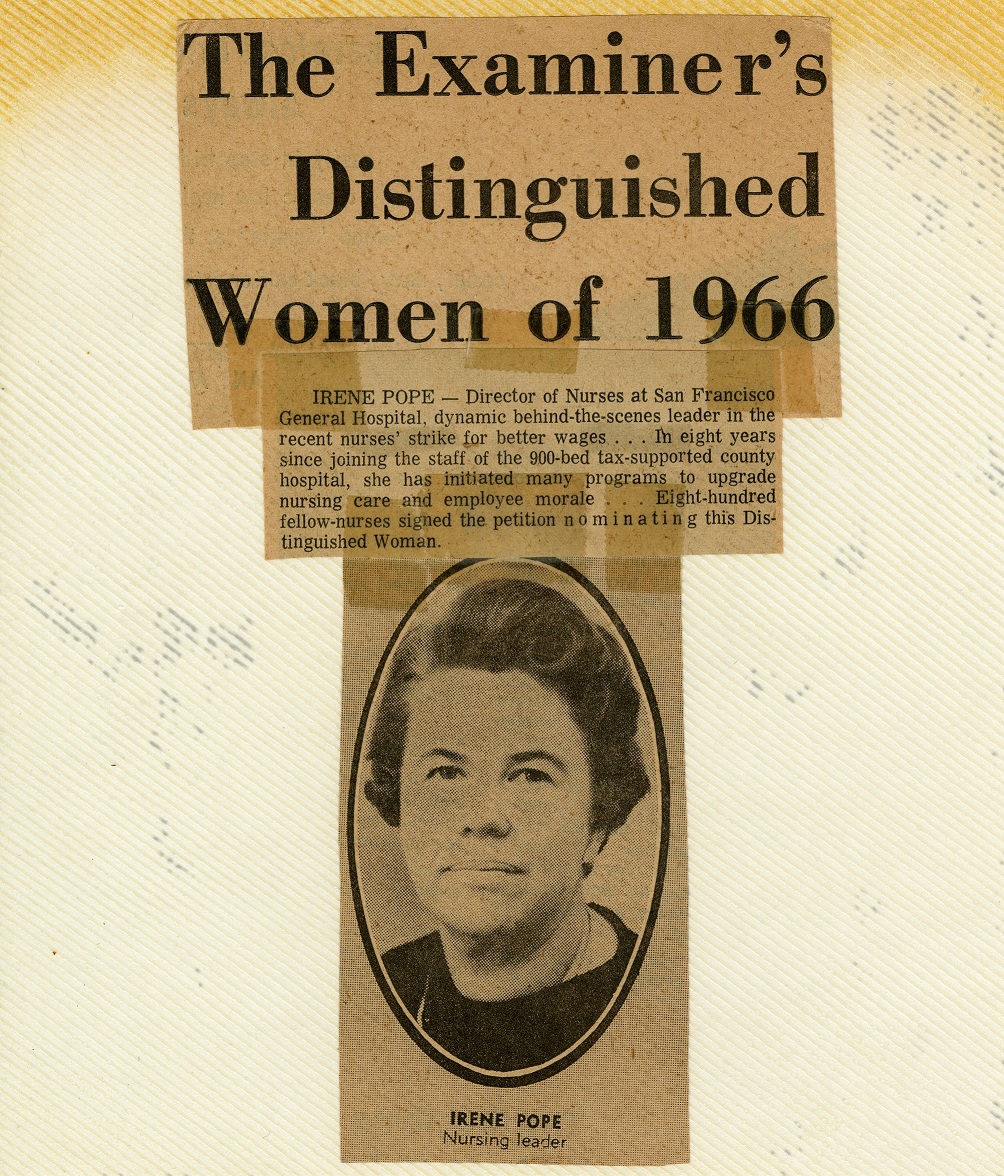 The Examiner's
Distinguished
Women of 1966
IRENE POPE — Director of Nurses at San Francisco
General Hospital, dynamic behind-the-scenes leader in the
recent nurses' strike for better wages . . . In eight years
since joining the staff of the 900-bed tax-supported county
hospital, she has initiated many programs to upgrade
nursing care and employee morale . . . Eight-hundred
fellow-nurses signed the petition nominating this Dis-
tinguished Woman.
IRENE POPE
Nursing leader